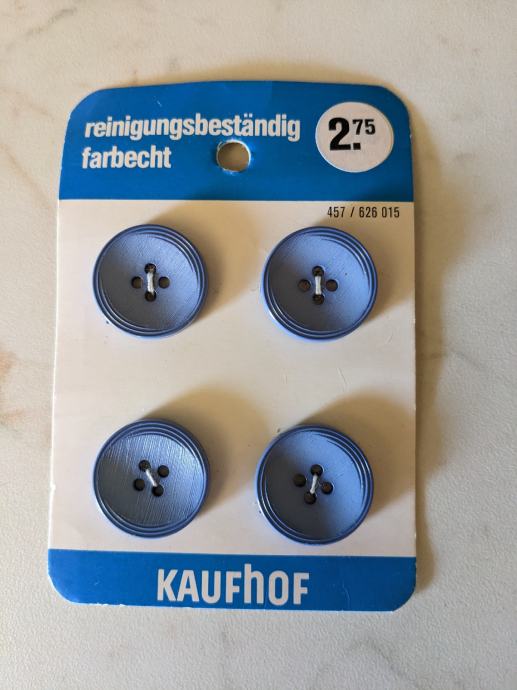 reinigungsbeständig
farbecht
2.75
457 / 626 015
KAUFhOF